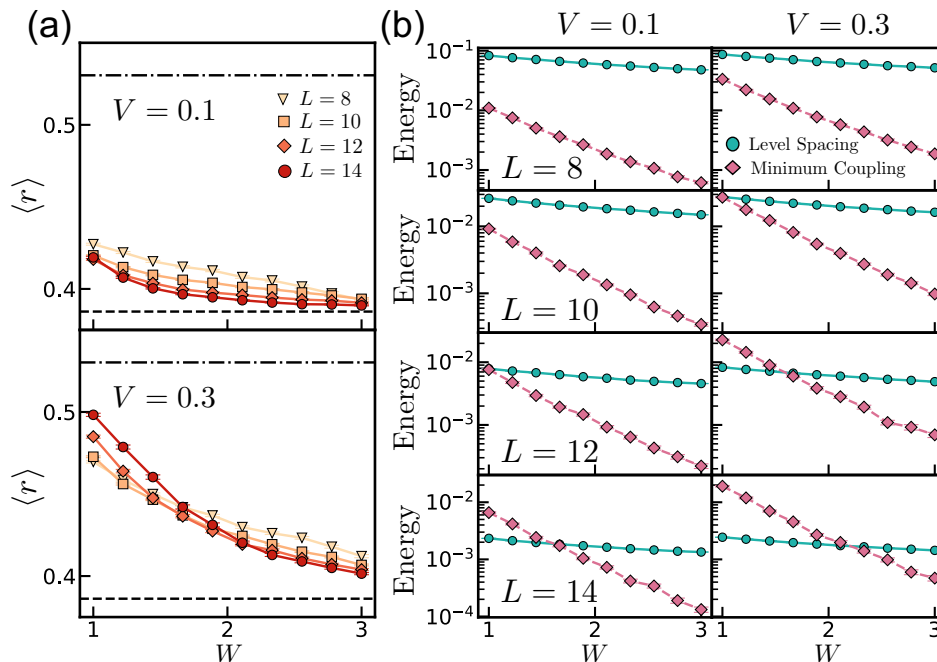 (a)
(b)
V = 0.1
V = 0.3
⟨r⟩
0.5
0.4
V = 0.1
L = 8
L = 10
L = 12
L = 14
⟨r⟩
0.5
0.4
V = 0.3
1
2
3
W
Energy
10⁻¹
10⁻²
10⁻³
L = 8
Level Spacing
Minimum Coupling
Energy
10⁻²
10⁻³
L = 10
Energy
10⁻²
10⁻³
L = 12
Energy
10⁻²
10⁻³
10⁻⁴
L = 14
1
2
3
W
1
2
3
W